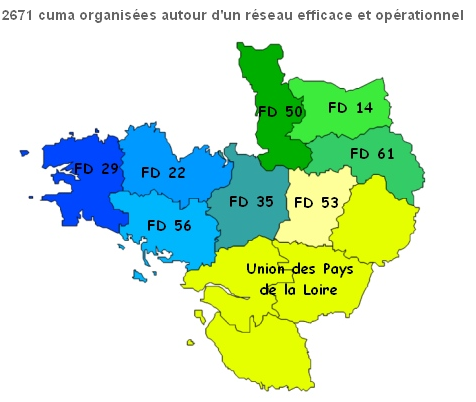 2671 cuma organisées autour d'un réseau efficace et opérationnel
FD 50
FD 14
FD 61
FD 29
FD 22
FD 35
FD 53
FD 56
Union des Pays
de la Loire